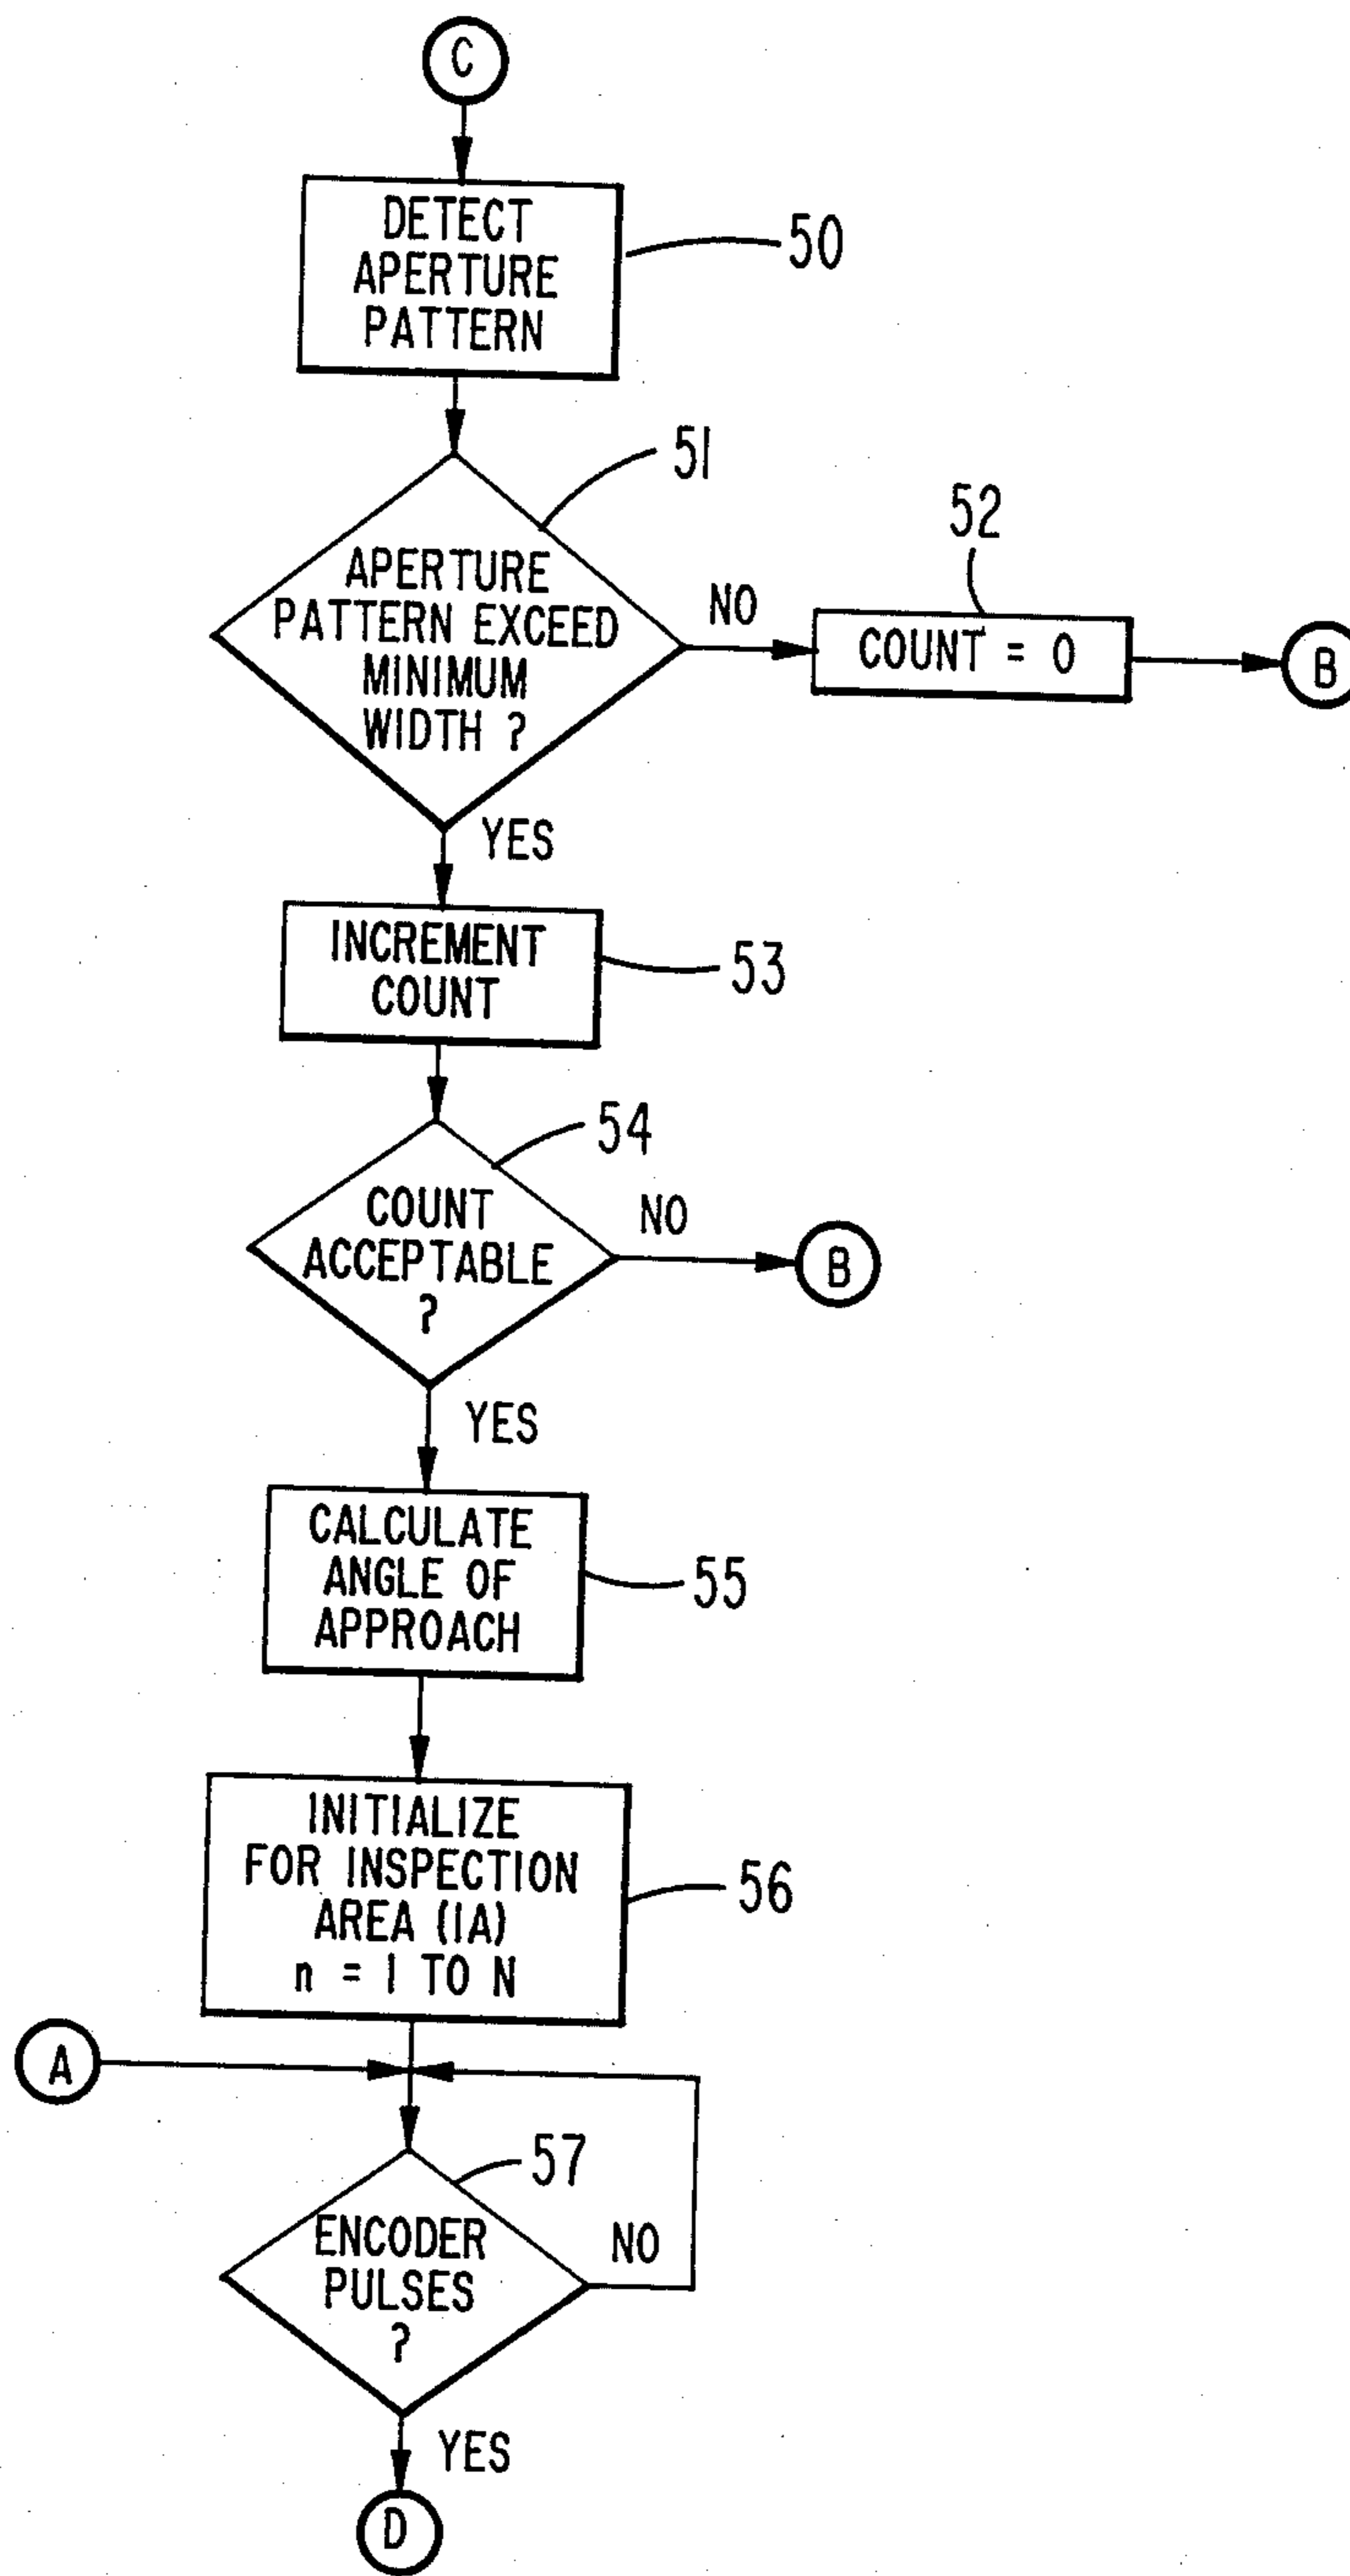 C
DETECT
APERTURE
PATTERN
50
51
APERTURE
PATTERN EXCEED
MINIMUM
WIDTH ?
NO
52
COUNT = 0
B
YES
INCREMENT
COUNT
53
54
COUNT
ACCEPTABLE
?
NO
B
YES
CALCULATE
ANGLE OF
APPROACH
55
INITIALIZE
FOR INSPECTION
AREA (IA)
n = 1 TO N
56
A
57
ENCODER
PULSES
?
NO
YES
D